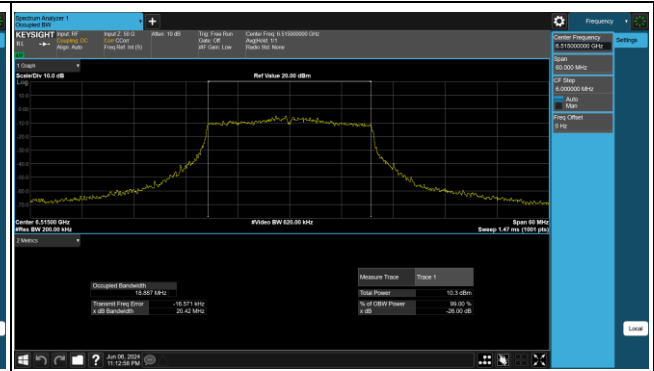 Spectrum Analyzer 1
Occupied BW
Frequency
KEYSIGHT
Input: RF
Input Z: 50 Ω
Atten: 10 dB
Trig: Free Run
Center Freq: 6.515000000 GHz
RL
Coupling: DC
Corr CCorr
Gate: Off
Avg|Hold: 1/1
Align: Auto
Freq Ref: Int (S)
#IF Gain: Low
Radio Std: None
Center Frequency
6.515000000 GHz
Settings
Span
60.000 MHz
CF Step
6.000000 MHz
Auto
Man
Freq Offset
0 Hz
1 Graph
Scale/Div 10.0 dB
Ref Value 20.00 dBm
Log
10.0
0.00
-10.0
-20.0
-30.0
-40.0
-50.0
-60.0
-70.0
Center 6.51500 GHz
#Video BW 620.00 kHz
Span 60 MHz
#Res BW 200.00 kHz
Sweep 1.47 ms (1001 pts)
2 Metrics
Measure Trace
Trace 1
Occupied Bandwidth
18.887 MHz
Total Power
10.3 dBm
Transmit Freq Error
-16.571 kHz
% of OBW Power
99.00 %
x dB Bandwidth
20.42 MHz
x dB
-26.00 dB
Local
Jun 06, 2024
11:12:58 PM